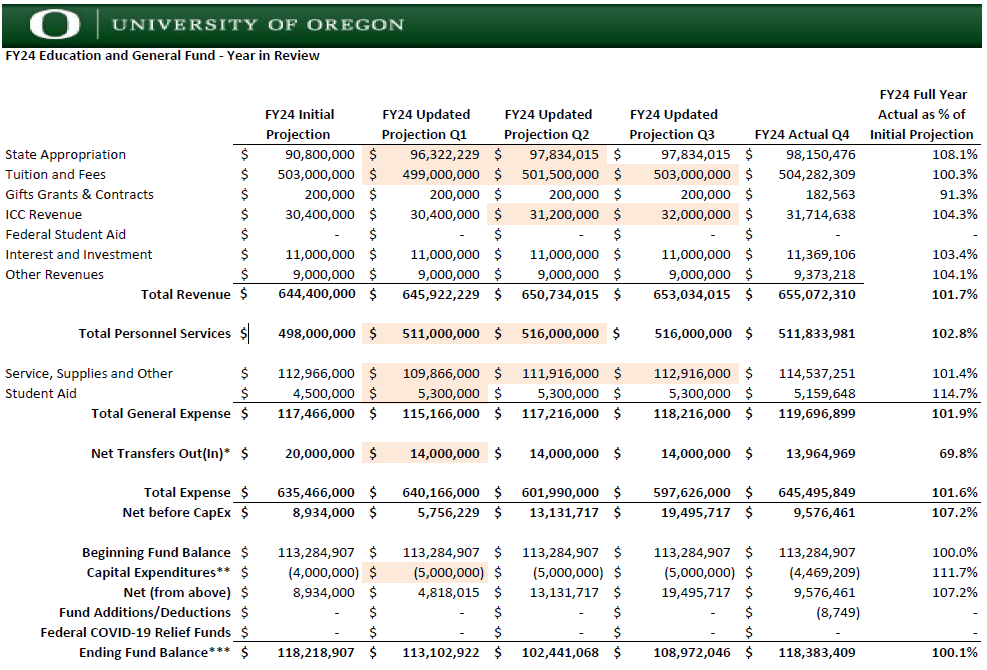 UNIVERSITY OF OREGON
FY24 Education and General Fund - Year in Review
FY24 Full Year
FY24 Initial FY24 Updated FY24 Updated FY24 Updated Actual as % of
Projection Projection Q1 Projection Q2 Projection Q3 FY24 Actual Q4 Initial Projection
State Appropriation $ 90,800,000 $ 96,322,229 $ 97,834,015 $ 97,834,015 $ 98,150,476 108.1%
Tuition and Fees $ 503,000,000 $ 499,000,000 $ 501,500,000 $ 503,000,000 $ 504,282,309 100.3%
Gifts Grants & Contracts $ 200,000 $ 200,000 $ 200,000 $ 200,000 $ 182,563 91.3%
ICC Revenue $ 30,400,000 $ 30,400,000 $ 31,200,000 $ 32,000,000 $ 31,714,638 104.3%
Federal Student Aid $ - $ - $ - $ - $ - -
Interest and Investment $ 11,000,000 $ 11,000,000 $ 11,000,000 $ 11,000,000 $ 11,369,106 103.4%
Other Revenues $ 9,000,000 $ 9,000,000 $ 9,000,000 $ 9,000,000 $ 9,373,218 104.1%
Total Revenue $ 644,400,000 $ 645,922,229 $ 650,734,015 $ 653,034,015 $ 655,072,310 101.7%
Total Personnel Services $ 498,000,000 $ 511,000,000 $ 516,000,000 $ 516,000,000 $ 511,833,981 102.8%
Service, Supplies and Other $ 112,966,000 $ 109,866,000 $ 111,916,000 $ 112,916,000 $ 114,537,251 101.4%
Student Aid $ 4,500,000 $ 5,300,000 $ 5,300,000 $ 5,300,000 $ 5,159,648 114.7%
Total General Expense $ 117,466,000 $ 115,166,000 $ 117,216,000 $ 118,216,000 $ 119,696,899 101.9%
Net Transfers Out(In)* $ 20,000,000 $ 14,000,000 $ 14,000,000 $ 14,000,000 $ 13,964,969 69.8%
Total Expense $ 635,466,000 $ 640,166,000 $ 601,990,000 $ 597,626,000 $ 645,495,849 101.6%
Net before CapEx $ 8,934,000 $ 5,756,229 $ 13,131,717 $ 19,495,717 $ 9,576,461 107.2%
Beginning Fund Balance $ 113,284,907 $ 113,284,907 $ 113,284,907 $ 113,284,907 $ 113,284,907 100.0%
Capital Expenditures** $ (4,000,000) $ (5,000,000) $ (5,000,000) $ (5,000,000) $ (4,469,209) 111.7%
Net (from above) $ 8,934,000 $ 4,818,015 $ 13,131,717 $ 19,495,717 $ 9,576,461 107.2%
Fund Additions/Deductions $ - $ - $ - $ - $ (8,749) -
Federal COVID-19 Relief Funds $ - $ - $ - $ - $ - -
Ending Fund Balance*** $ 118,218,907 $ 113,102,922 $ 102,441,068 $ 108,972,046 $ 118,383,409 100.1%